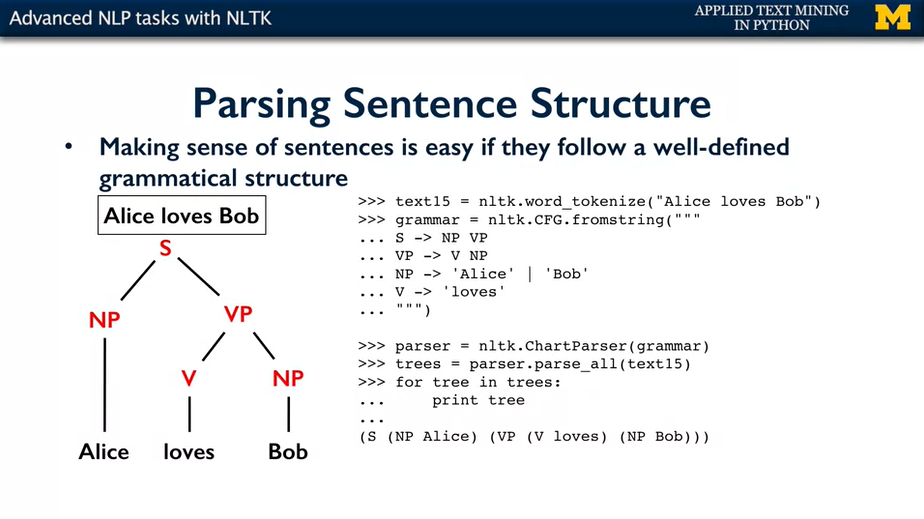 Advanced NLP tasks with NLTK
APPLIED TEXT MINING
IN PYTHON
M
Parsing Sentence Structure
• Making sense of sentences is easy if they follow a well-defined
grammatical structure
Alice loves Bob
S
NP
VP
V
NP
Alice
loves
Bob
>>> text15 = nltk.word_tokenize("Alice loves Bob")
>>> grammar = nltk.CFG.fromstring("""
... S -> NP VP
... VP -> V NP
... NP -> 'Alice' | 'Bob'
... V -> 'loves'
... """)
>>> parser = nltk.ChartParser(grammar)
>>> trees = parser.parse_all(text15)
>>> for tree in trees:
...     print tree
...
(S (NP Alice) (VP (V loves) (NP Bob)))